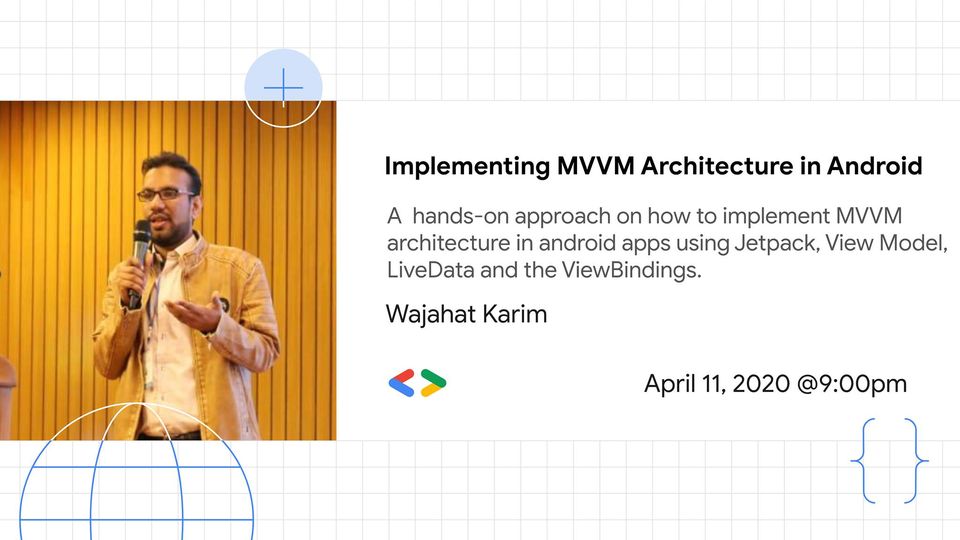 Implementing MVVM Architecture in Android
A hands-on approach on how to implement MVVM
architecture in android apps using Jetpack, View Model,
LiveData and the ViewBindings.
Wajahat Karim
April 11, 2020 @9:00pm